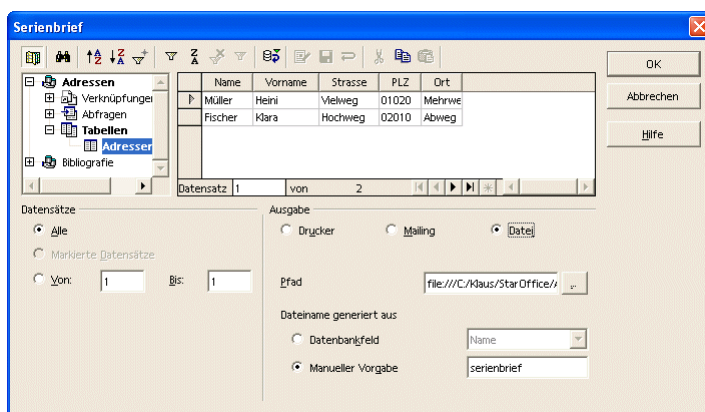 Serienbrief
OK
Abbrechen
Hilfe
Adressen
Verknüpfungen
Abfragen
Tabellen
Adressen
Bibliografie
Name Vorname Strasse PLZ Ort
Müller Heini Vielweg 01020 Mehrwe
Fischer Klara Hochweg 02010 Abweg
Datensatz 1 von 2
Datensätze
Alle
Markierte Datensätze
Von: 1 Bis: 1
Ausgabe
Drucker Mailing Datei
Pfad file:///C:/Klaus/StarOffice/A ...
Dateiname generiert aus
Datenbankfeld Name
Manueller Vorgabe serienbrief